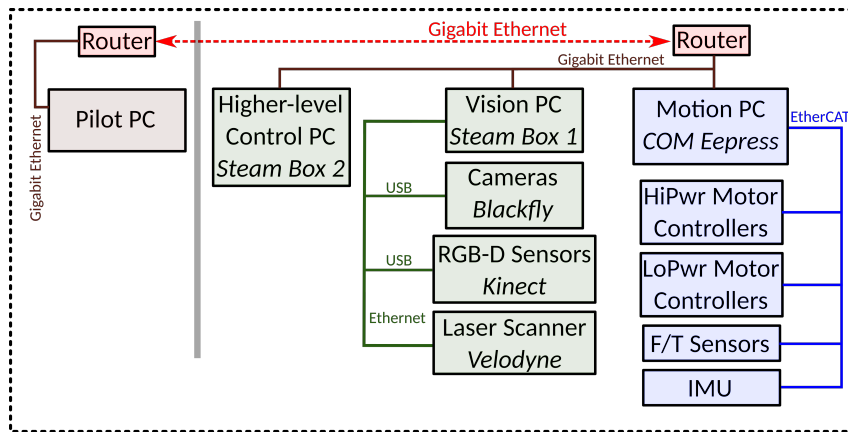 Gigabit Ethernet
Router
Router
Gigabit Ethernet
Pilot PC
Gigabit Ethernet
Higher-level
Control PC
Steam Box 2
Vision PC
Steam Box 1
Motion PC
COM Eepress
EtherCAT
USB
Cameras
Blackfly
USB
RGB-D Sensors
Kinect
Ethernet
Laser Scanner
Velodyne
HiPwr Motor
Controllers
LoPwr Motor
Controllers
F/T Sensors
IMU